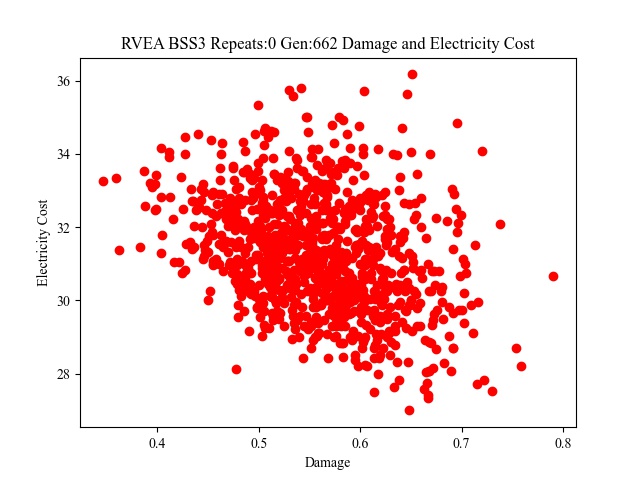 RVEA BSS3 Repeats:0 Gen:662 Damage and Electricity Cost
36
34
32
30
28
Electricity Cost
0.4 0.5 0.6 0.7 0.8
Damage